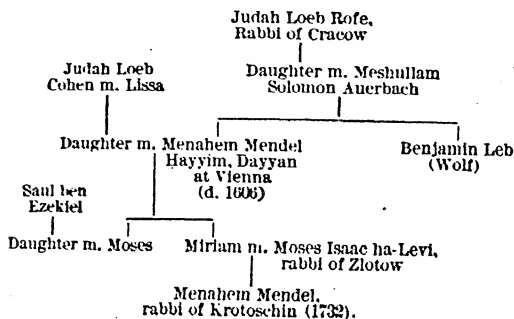 Judah Loeb Rofe,
Rabbi of Cracow
Judah Loeb
Cohen m. Lissa
Daughter m. Meshullam
Solomon Auerbach
Daughter m. Menahem Mendel
Hayyim, Dayyan
at Vienna
(d. 1606)
Benjamin Leb
(Wolf)
Saul ben
Ezekiel
Daughter m. Moses
Miriam m. Moses Isaac ha-Levi,
rabbi of Zlotow
Menahem Mendel,
rabbi of Krotoschin (1732).